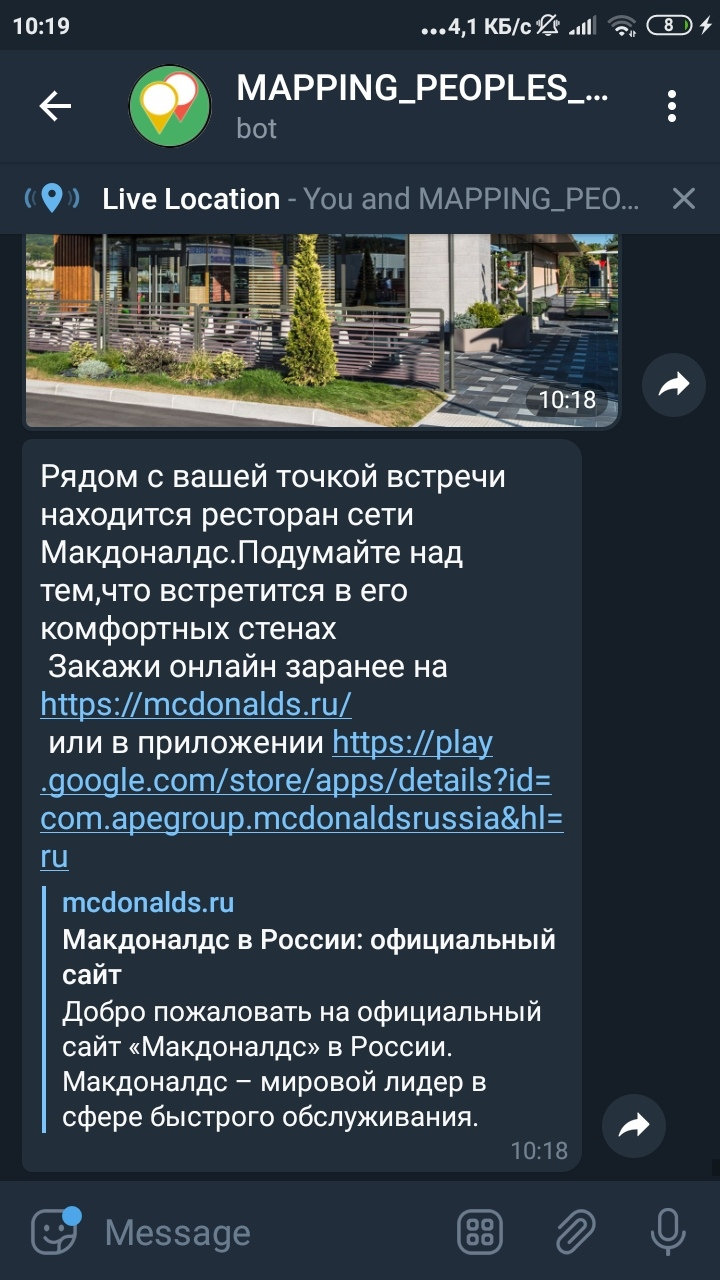 10:19
...4,1 КБ/с
8
MAPPING_PEOPLES_...
bot
Live Location - You and MAPPING_PEO...
10:18
Рядом с вашей точкой встречи
находится ресторан сети
Макдоналдс.Подумайте над
тем,что встретится в его
комфортных стенах
Закажи онлайн заранее на
https://mcdonalds.ru/
или в приложении https://play
.google.com/store/apps/details?id=
com.apegroup.mcdonaldsrussia&hl=
ru
mcdonalds.ru
Макдоналдс в России: официальный
сайт
Добро пожаловать на официальный
сайт «Макдоналдс» в России.
Макдоналдс – мировой лидер в
сфере быстрого обслуживания.
10:18
Message